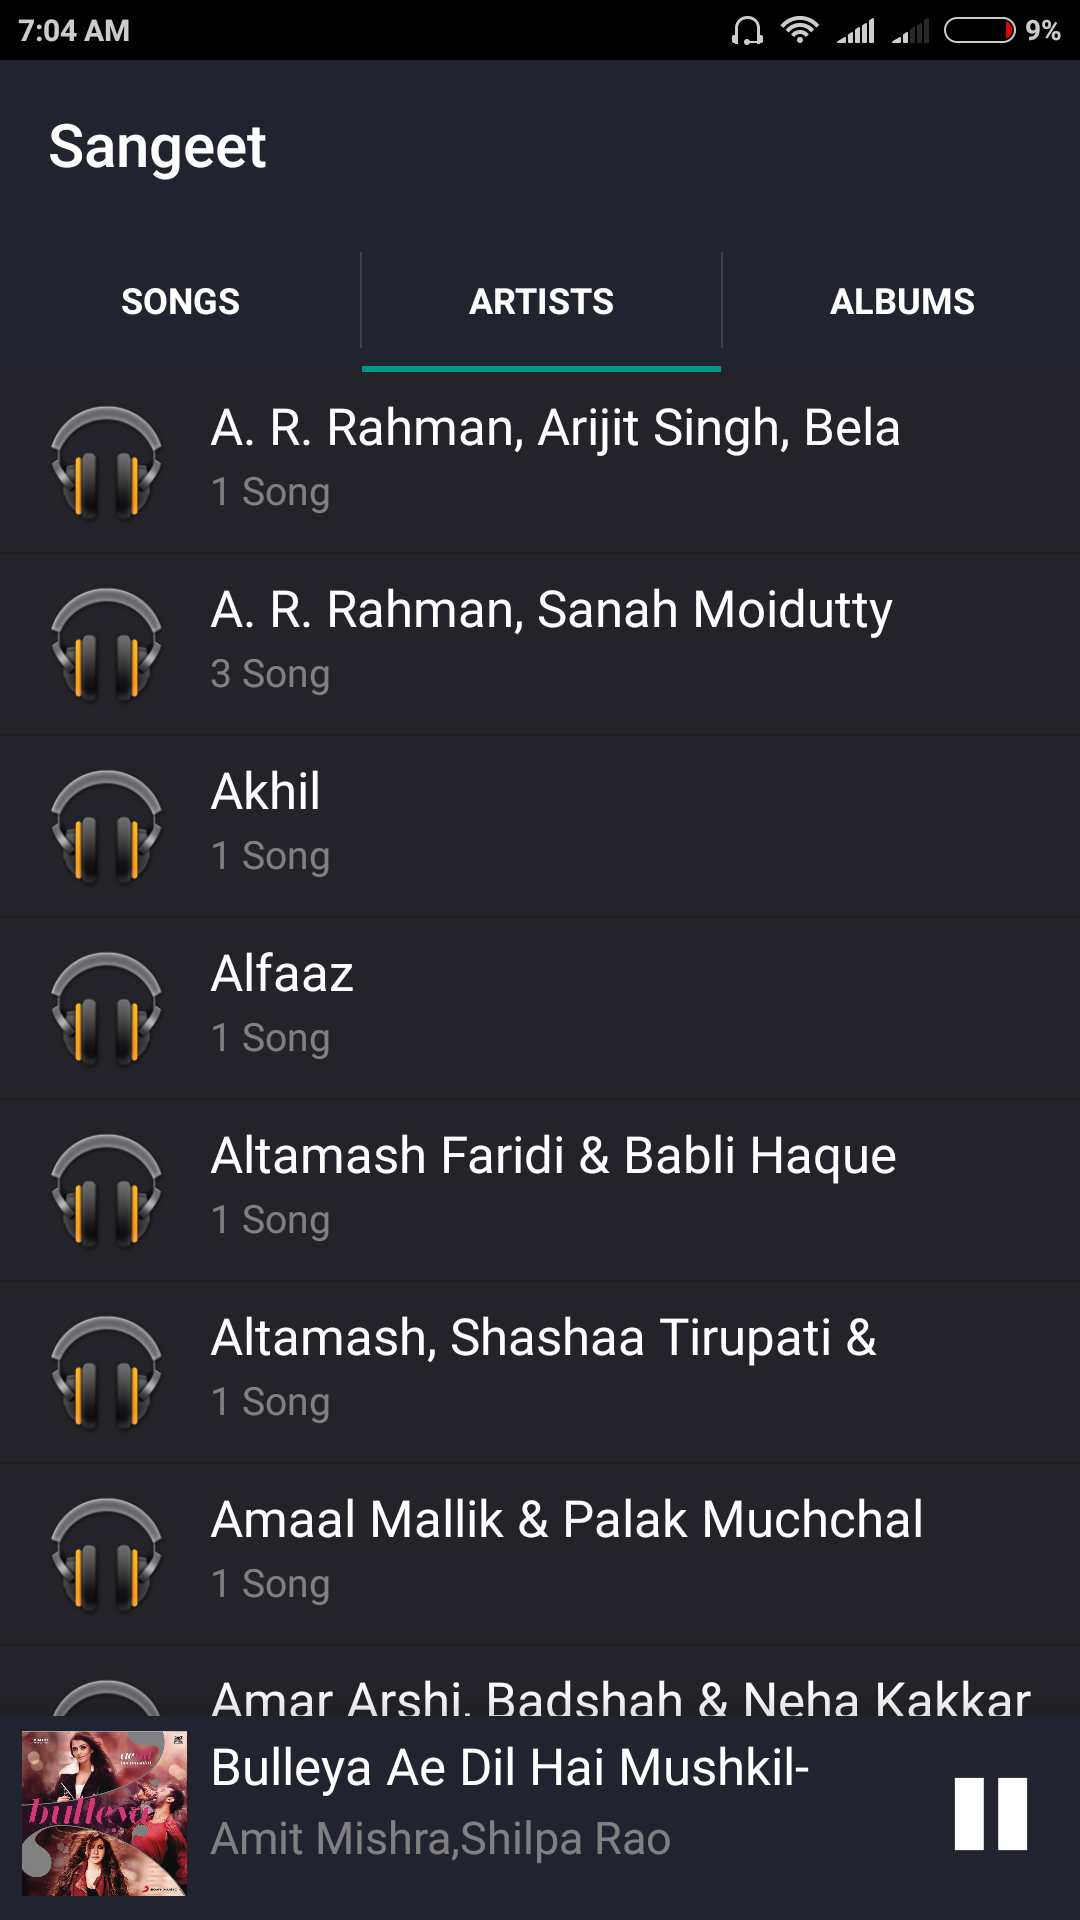 7:04 AM
9%
Sangeet
SONGS
ARTISTS
ALBUMS
A. R. Rahman, Arijit Singh, Bela
1 Song
A. R. Rahman, Sanah Moidutty
3 Song
Akhil
1 Song
Alfaaz
1 Song
Altamash Faridi & Babli Haque
1 Song
Altamash, Shashaa Tirupati &
1 Song
Amaal Mallik & Palak Muchchal
1 Song
Amar Arshi, Badshah & Neha Kakkar
bulleya
Bulleya Ae Dil Hai Mushkil-
Amit Mishra,Shilpa Rao